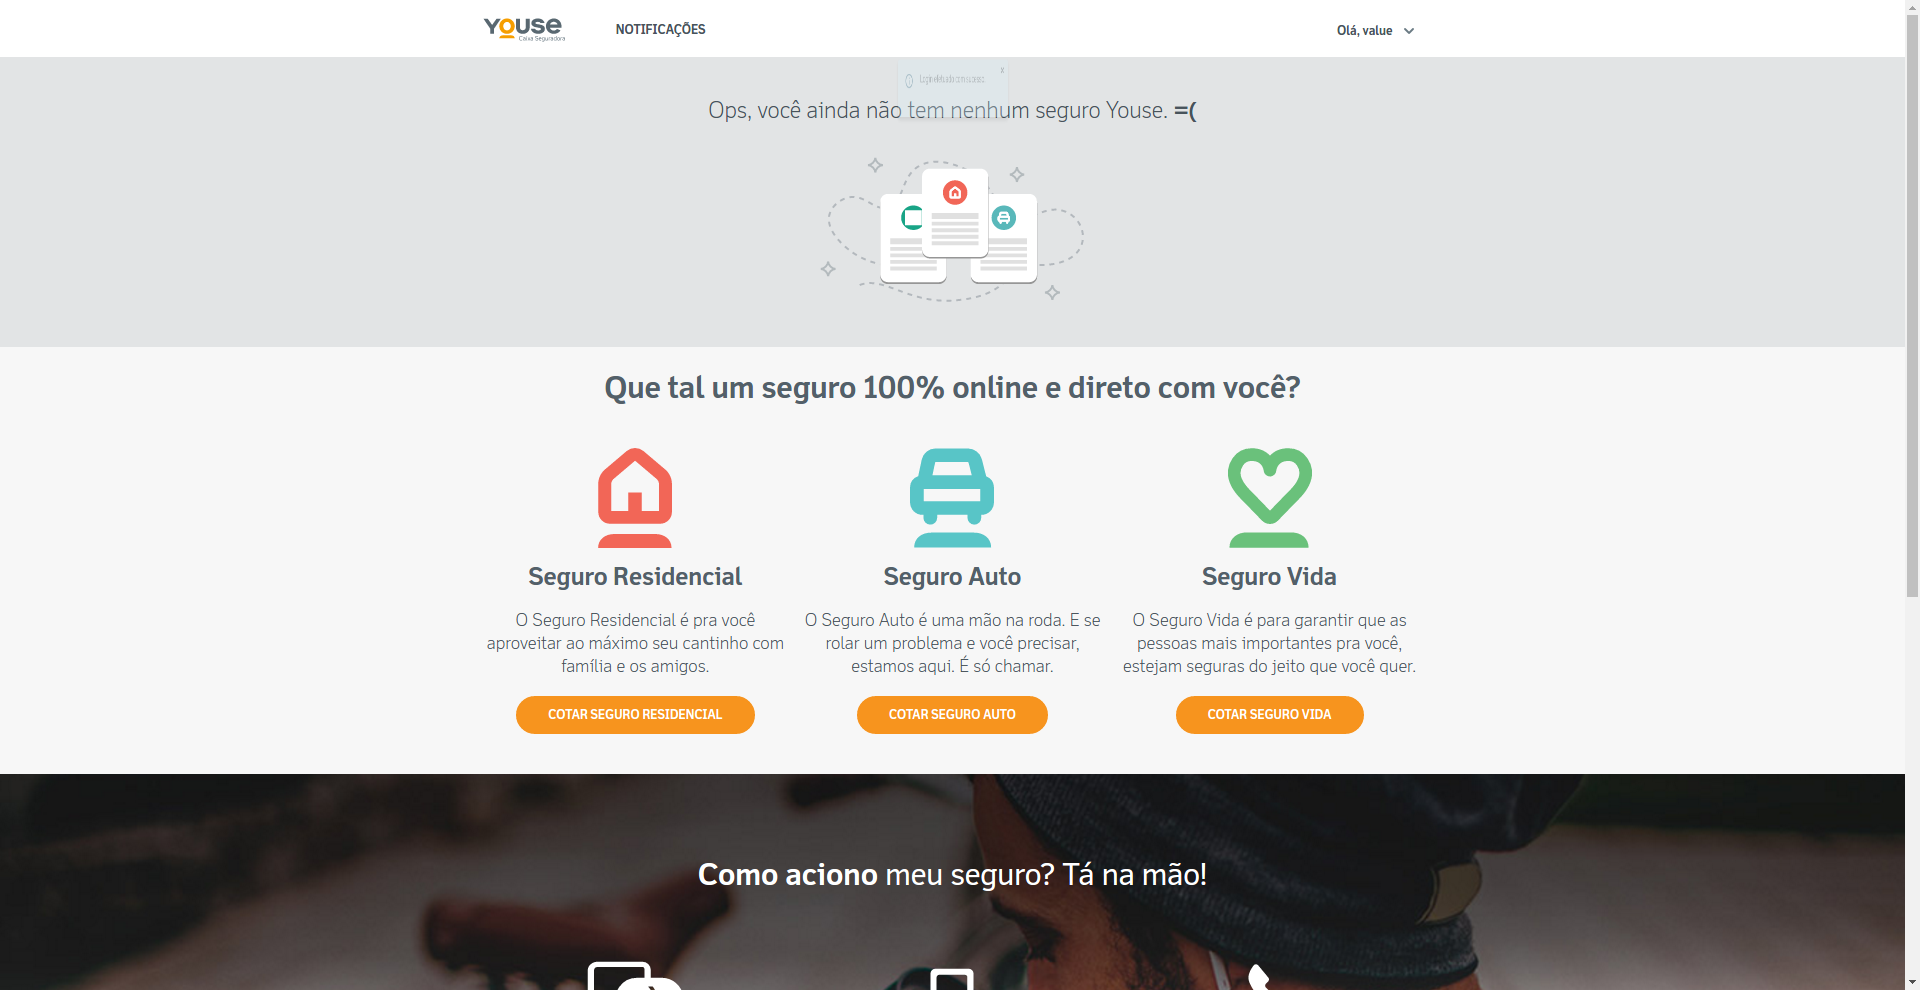 Youse
Caixa Seguradora
NOTIFICAÇÕES
Olá, value
x
Ops, você ainda não tem nenhum seguro Youse. =(
Que tal um seguro 100% online e direto com você?
Seguro Residencial
O Seguro Residencial é pra você
aproveitar ao máximo seu cantinho com
família e os amigos.
COTAR SEGURO RESIDENCIAL
Seguro Auto
O Seguro Auto é uma mão na roda. E se
rolar um problema e você precisar,
estamos aqui. É só chamar.
COTAR SEGURO AUTO
Seguro Vida
O Seguro Vida é para garantir que as
pessoas mais importantes pra você,
estejam seguras do jeito que você quer.
COTAR SEGURO VIDA
Como aciono meu seguro? Tá na mão!